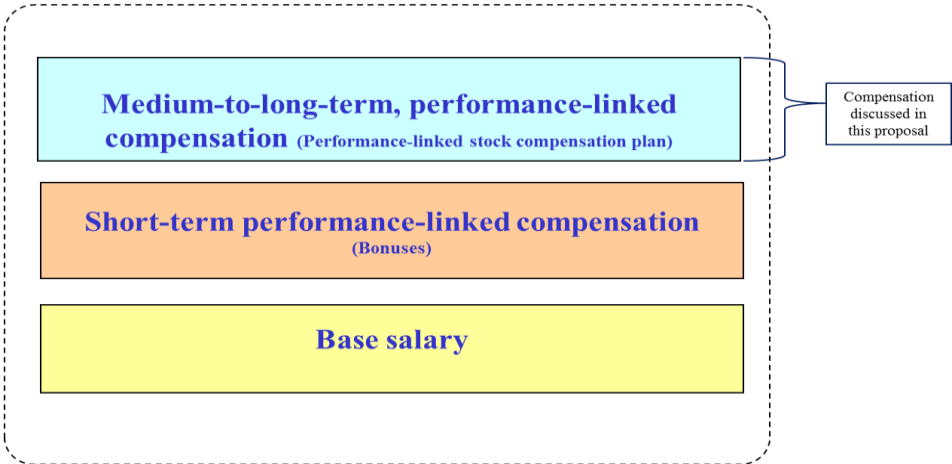 Medium-to-long-term, performance-linked
compensation (Performance-linked stock compensation plan)
Compensation
discussed in
this proposal
Short-term performance-linked compensation
(Bonuses)
Base salary